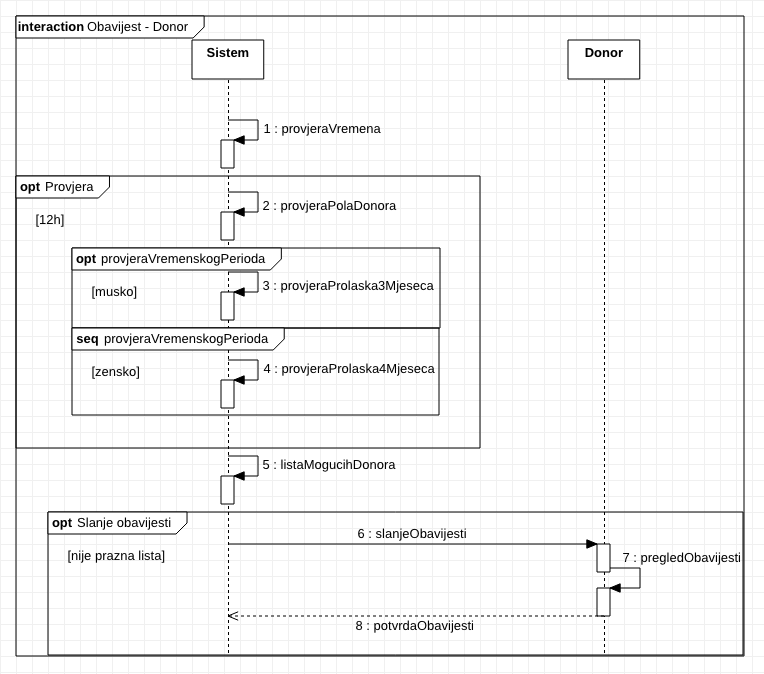 interaction Obavijest - Donor
Sistem
Donor
1 : provjeraVremena
opt Provjera
2 : provjeraPolaDonora
[12h]
opt provjeraVremenskogPerioda
3 : provjeraProlaska3Mjeseca
[musko]
seq provjeraVremenskogPerioda
4 : provjeraProlaska4Mjeseca
[zensko]
5 : listaMogucihDonora
opt Slanje obavijesti
6 : slanjeObavijesti
[nije prazna lista]
7 : pregledObavijesti
8 : potvrdaObavijesti